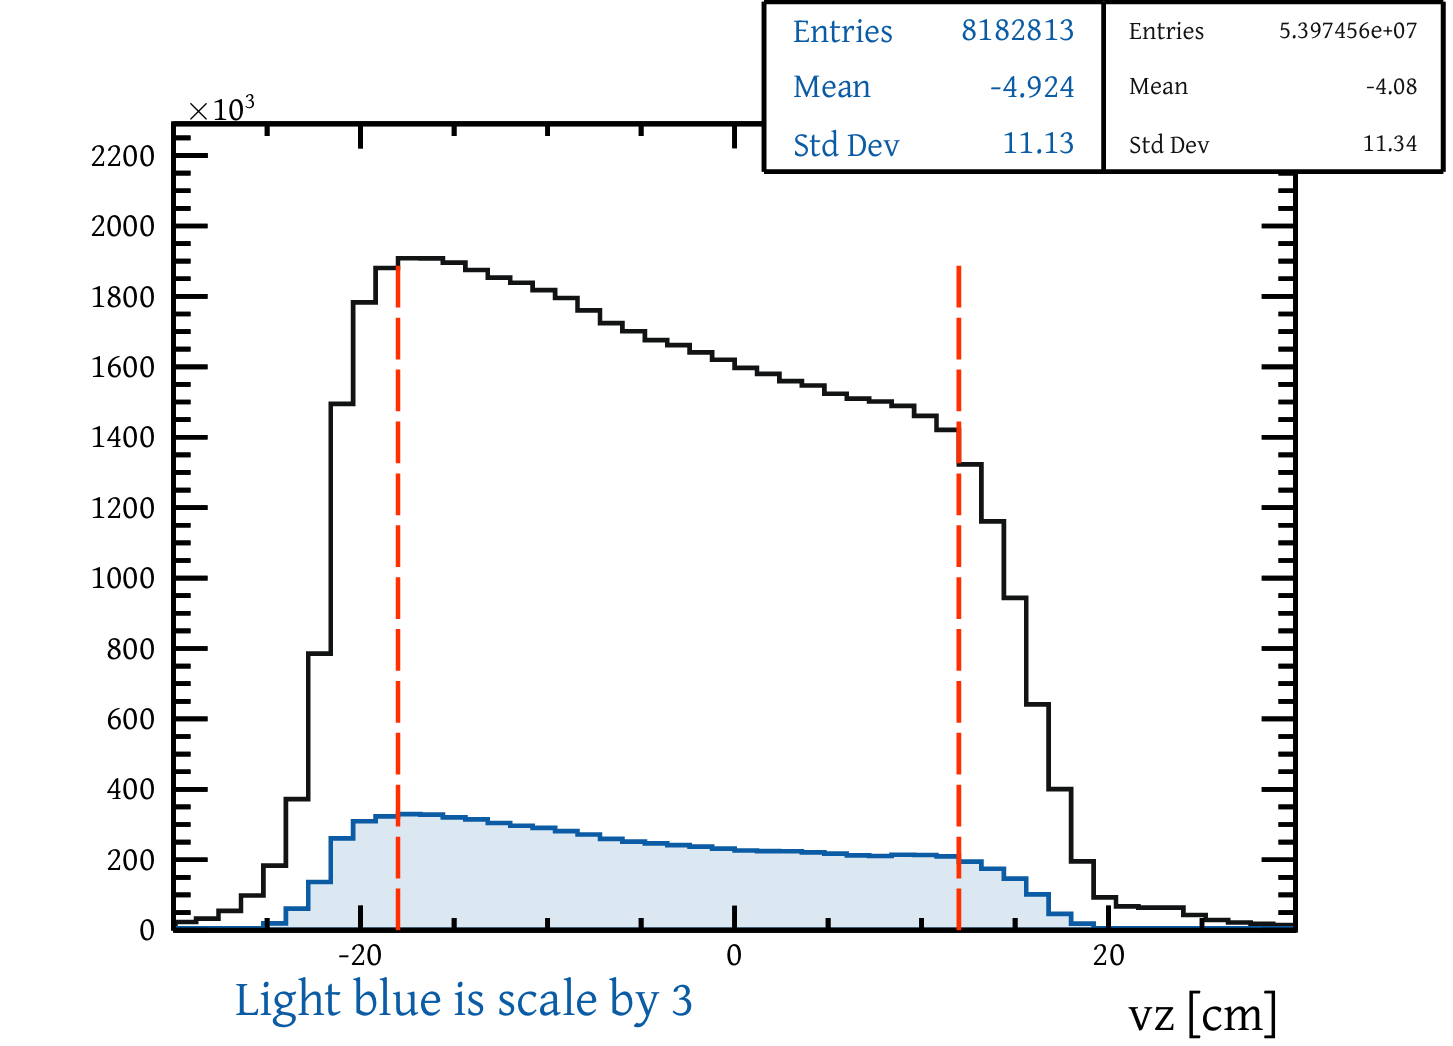 Entries 8182813
Mean -4.924
Std Dev 11.13
Entries 5.397456e+07
Mean -4.08
Std Dev 11.34
×10³
2200
2000
1800
1600
1400
1200
1000
800
600
400
200
0
-20 0 20
Light blue is scale by 3
vz [cm]